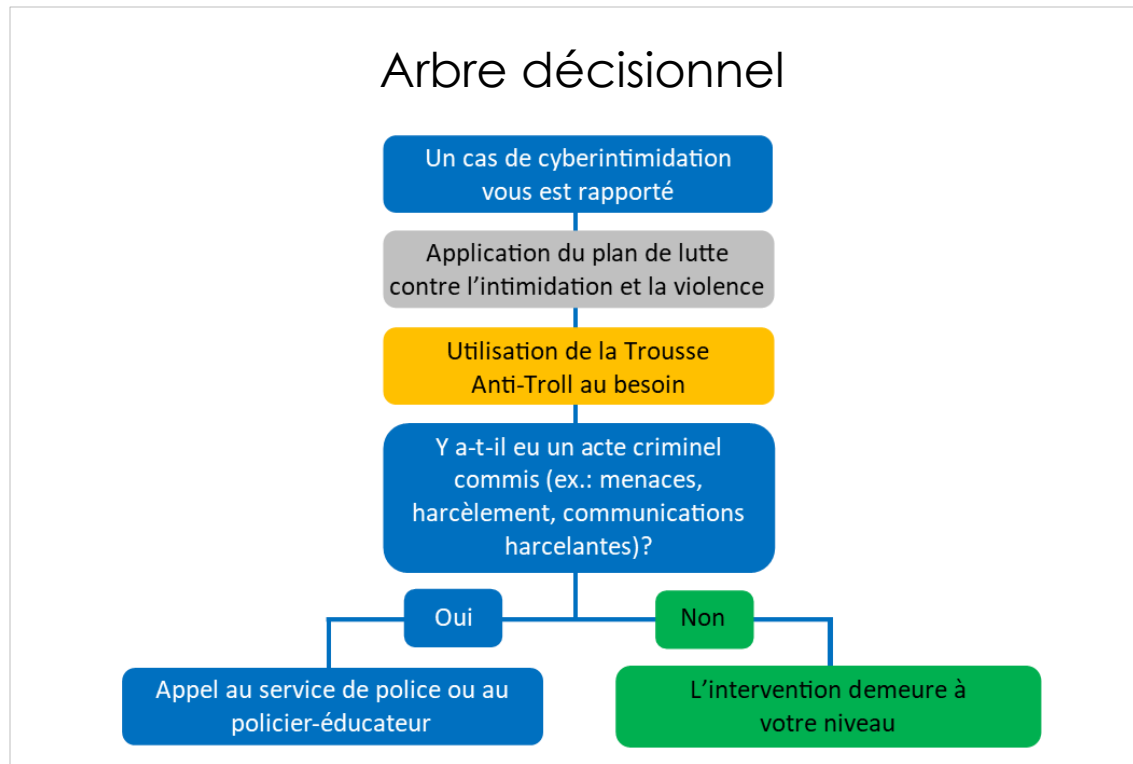 Arbre décisionnel
Un cas de cyberintimidation
vous est rapporté
Application du plan de lutte
contre l'intimidation et la violence
Utilisation de la Trousse
Anti-Troll au besoin
Y a-t-il eu un acte criminel
commis (ex.: menaces,
harcèlement, communications
harcelantes)?
Oui
Non
Appel au service de police ou au
policier-éducateur
L'intervention demeure à
votre niveau